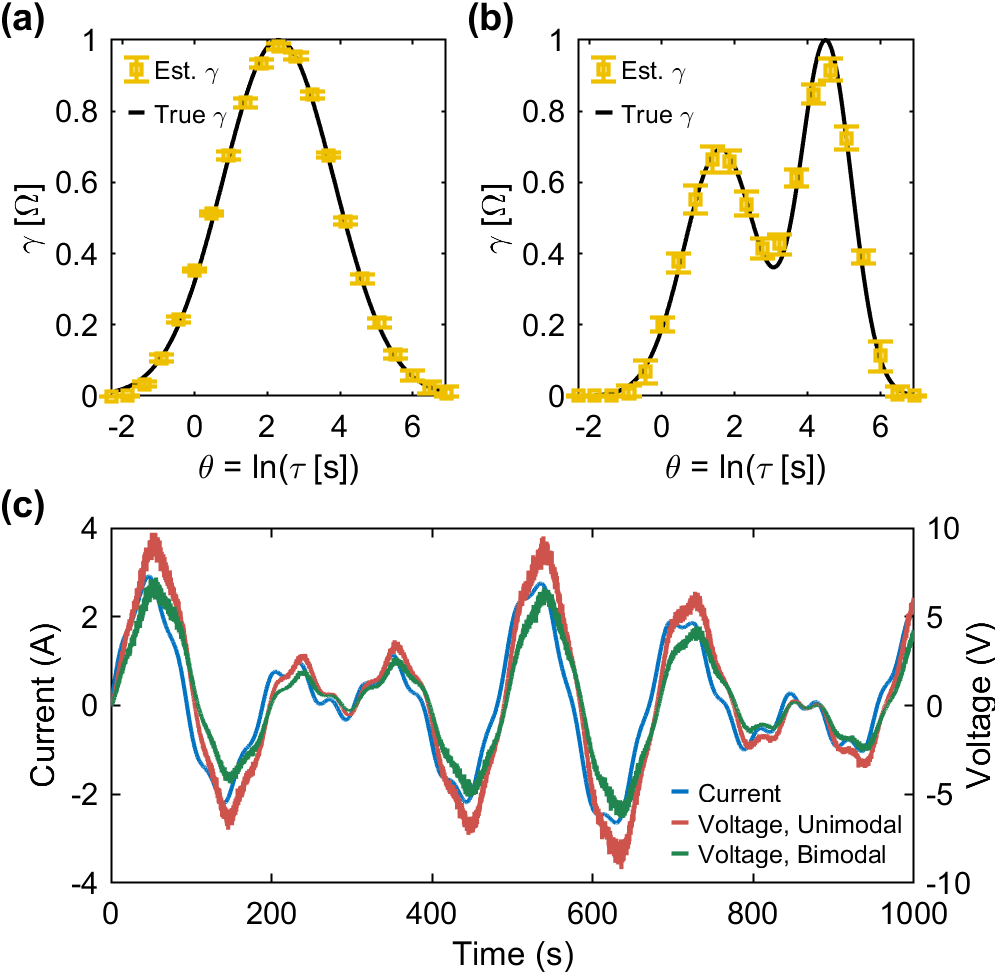 (a)
(b)
1
0.8
0.6
0.4
0.2
0
γ [Ω]
Est. γ
True γ
-2 0 2 4 6
θ = ln(τ [s])
1
0.8
0.6
0.4
0.2
0
γ [Ω]
Est. γ
True γ
-2 0 2 4 6
θ = ln(τ [s])
(c)
4
2
0
-2
-4
Current (A)
10
5
0
-5
-10
Voltage (V)
Current
Voltage, Unimodal
Voltage, Bimodal
0 200 400 600 800 1000
Time (s)